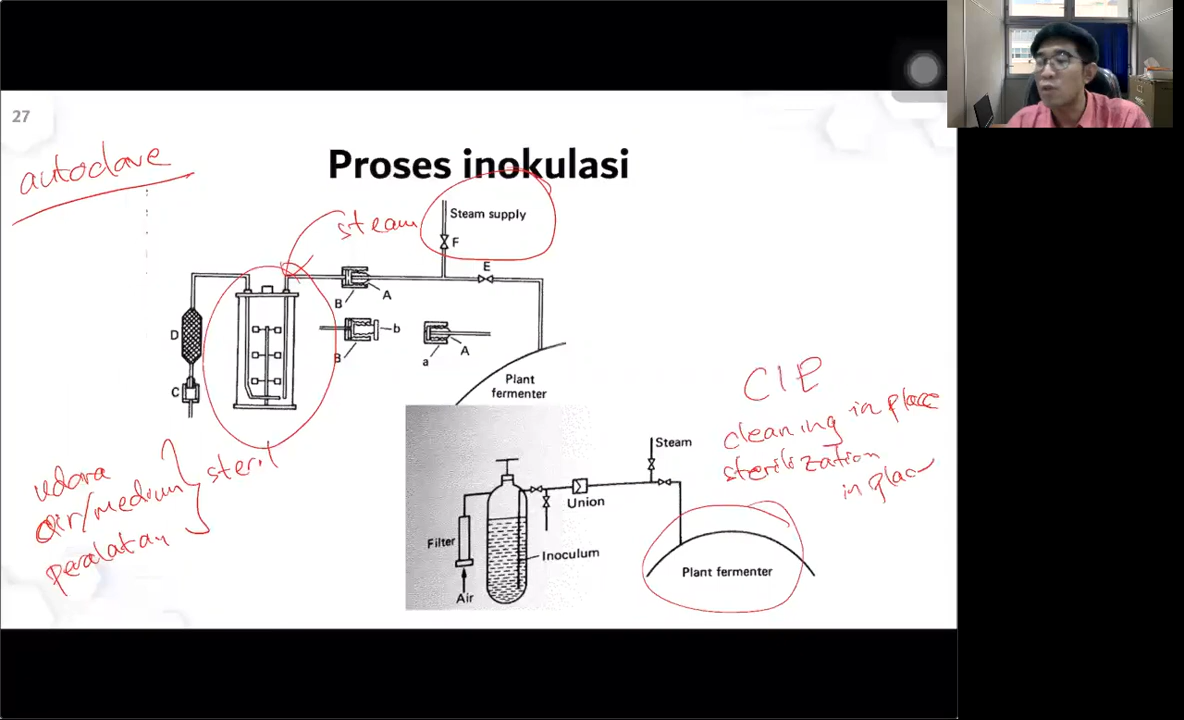 27
autoclave
Proses inokulasi
steam
Steam supply
F
E
B
A
D
B
b
a
A
C
Plant
fermenter
CIP
cleaning in place
sterilization
in place
udara
air/medium
peralatan
steril
Steam
Union
Filter
Inoculum
Air
Plant fermenter